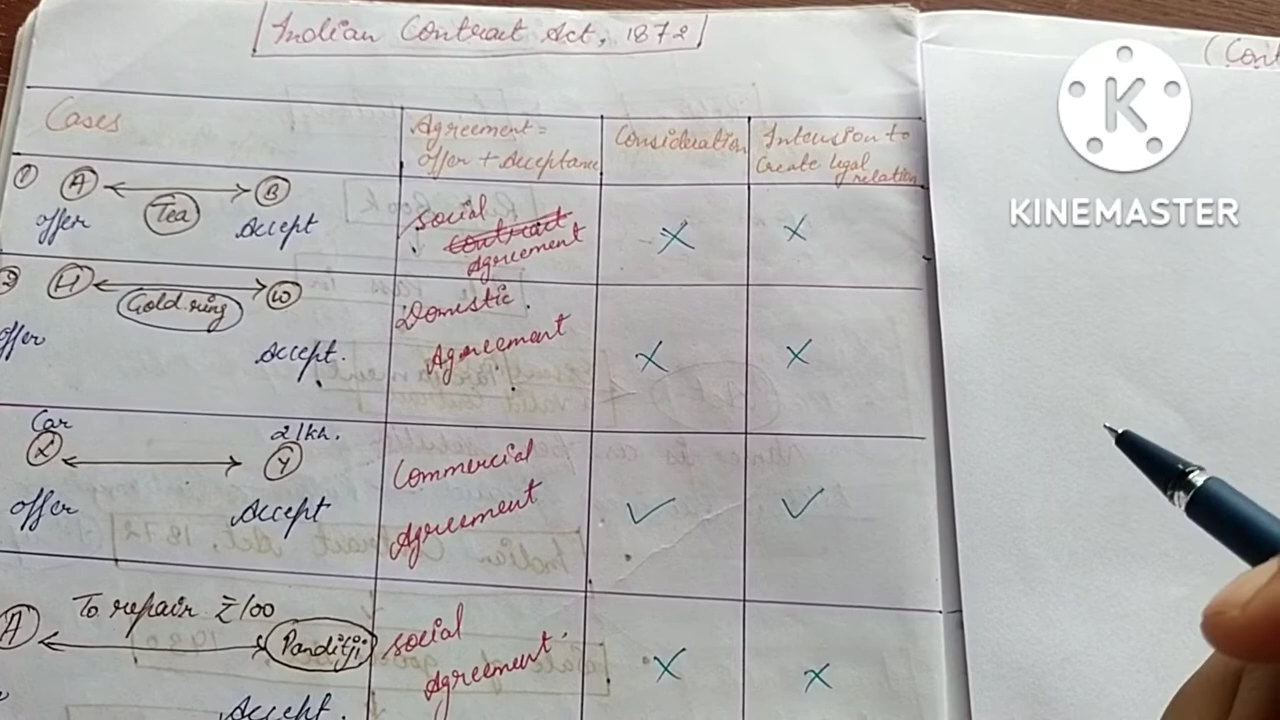 Indian Contract Act, 1872
(Cont
KINEMASTER
Cases
Agreement =
offer + Acceptance
Consideration
Intension to
Create legal
relation
① A B
Tea
offer Accept
social
contract
Agreement
X X
H W
Gold ring
offer
Accept.
Domestic
Agreement
X X
Car 2 lkh.
X Y
offer Accept
Commercial
Agreement
✓ ✓
To repair ₹100
A Panditji
Accept.
social
Agreement
X X